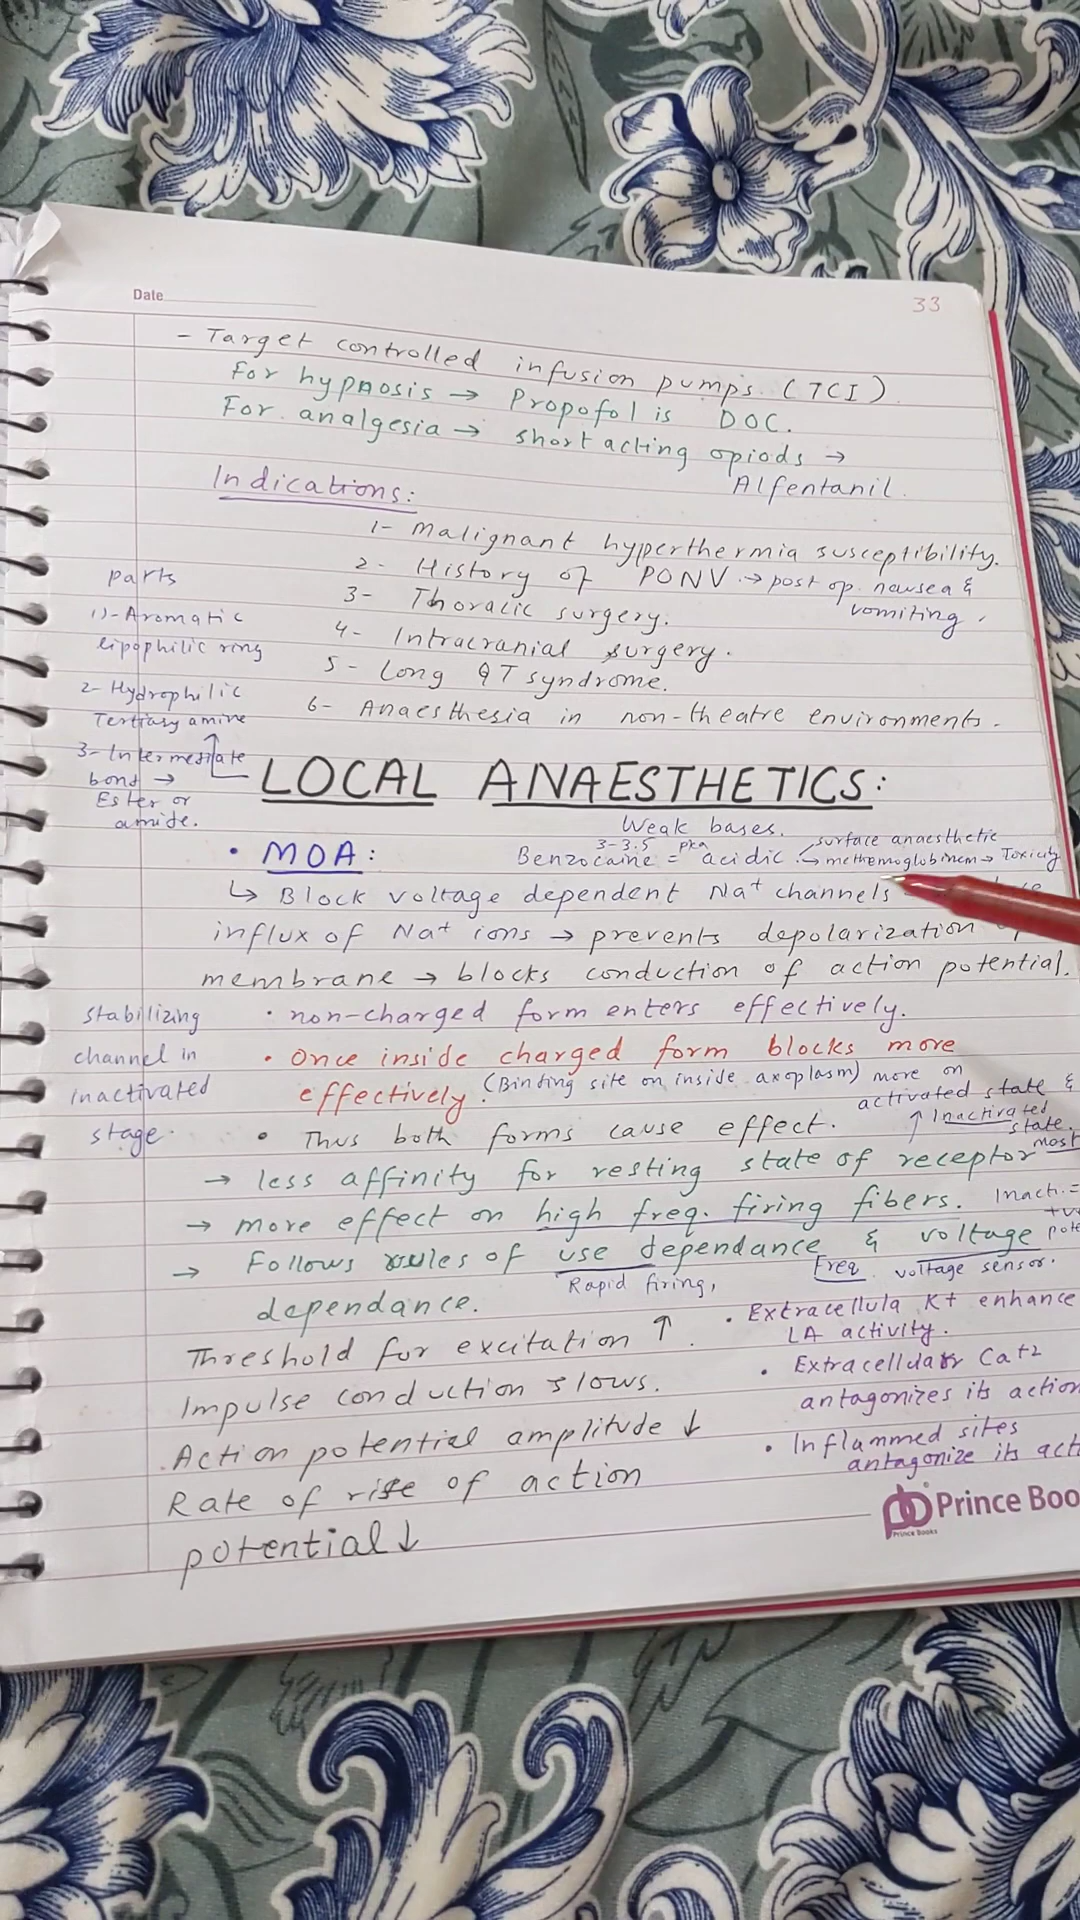 Date
33
- Target controlled infusion pumps. (TCI)
For hypnosis → Propofol is DOC.
For analgesia → short acting opiods →
Alfentanil.
Indications:
1- Malignant hyperthermia susceptibility.
2- History of PONV → post op. nausea &
vomiting.
3- Thoracic surgery.
4- Intracranial surgery.
5- Long QT syndrome.
6- Anaesthesia in non-theatre environments.
parts
1)- Aromatic
lipophilic ring
2- Hydrophilic
Tertiary amine
3- Intermediate
bond →
Ester or
amide.
LOCAL ANAESTHETICS:
Weak bases.
• MOA:
3-3.5 pka
Benzocaine = acidic → surface anaesthetic
→ methemoglobinem → Toxicity
↳ Block voltage dependent Na+ channels
influx of Na+ ions → prevents depolarization
membrane → blocks conduction of action potential.
• non-charged form enters effectively.
• Once inside charged form blocks more
effectively. (Binding site on inside axoplasm)
more on
activated state &
↑ Inactivated
state.
most
stabilizing
channel in
inactivated
stage.
• Thus both forms cause effect.
→ less affinity for resting state of receptor
→ more effect on high freq. firing fibers.
Inacti. =
→ Follows rules of use dependance & voltage
Rapid firing, Freq. voltage sensor.
dependance.
Threshold for excitation ↑
Impulse conduction slows.
Action potential amplitude ↓
Rate of rise of action
potential ↓
• Extracellula K+ enhance
LA activity.
• Extracellular Ca+2
antagonizes its action
• Inflammed sites
antagonize its acti
Prince Boo
Prince Books